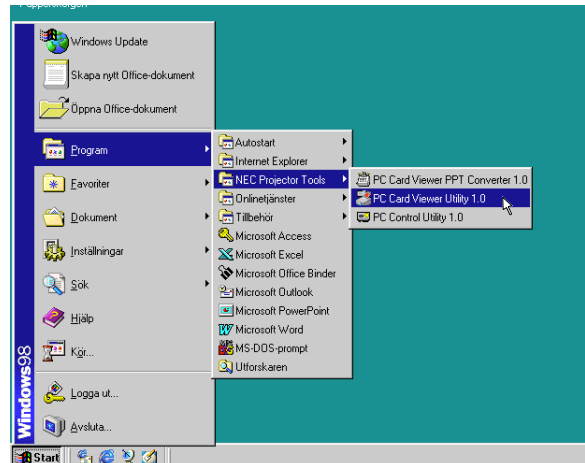 Papperskorgen
Windows Update
Skapa nytt Office-dokument
Öppna Office-dokument
Program
Favoriter
Dokument
Inställningar
Sök
Hjälp
Kör...
Logga ut...
Avsluta...
Windows98
Autostart
Internet Explorer
NEC Projector Tools
Onlinetjänster
Tillbehör
Microsoft Access
Microsoft Excel
Microsoft Office Binder
Microsoft Outlook
Microsoft PowerPoint
Microsoft Word
MS-DOS-prompt
Utforskaren
PC Card Viewer PPT Converter 1.0
PC Card Viewer Utility 1.0
PC Control Utility 1.0
Start